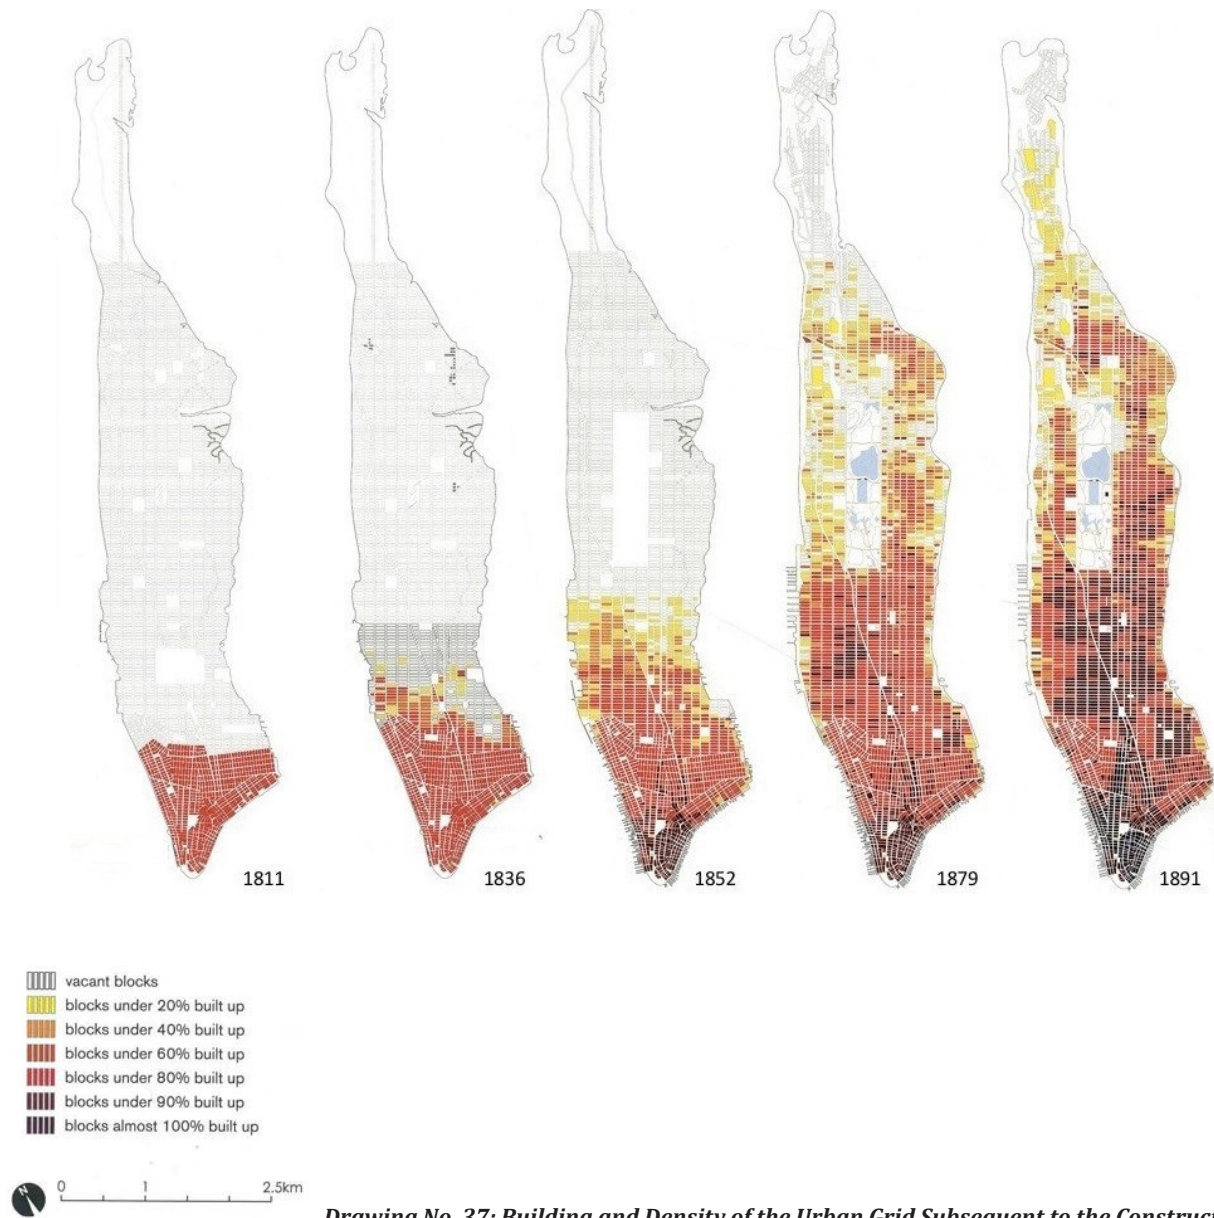 1811
1836
1852
1879
1891
vacant blocks
blocks under 20% built up
blocks under 40% built up
blocks under 60% built up
blocks under 80% built up
blocks under 90% built up
blocks almost 100% built up
N
0 1 2.5km
Drawing No. 37: Building and Density of the Urban Grid Subsequent to the Construct